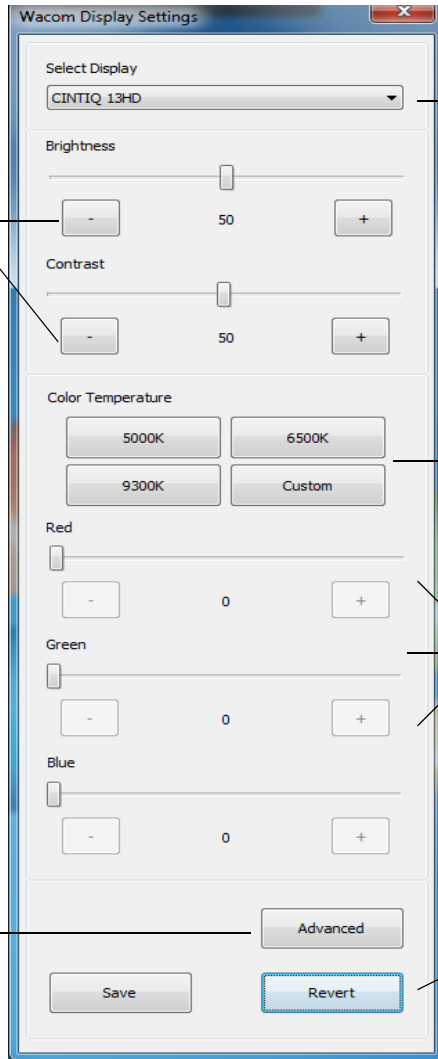 Wacom Display Settings
Select Display
CINTIQ 13HD
Brightness
- 50 +
Contrast
- 50 +
Color Temperature
5000K 6500K
9300K Custom
Red
- 0 +
Green
- 0 +
Blue
- 0 +
Advanced
Save Revert